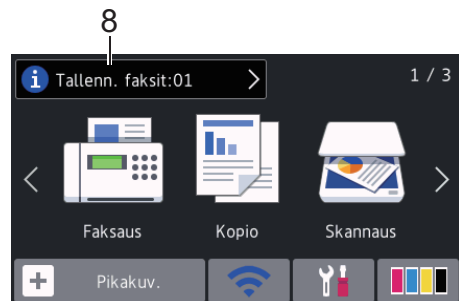 8
Tallenn. faksit:01
1 / 3
Faksaus Kopio Skannaus
Pikakuv.